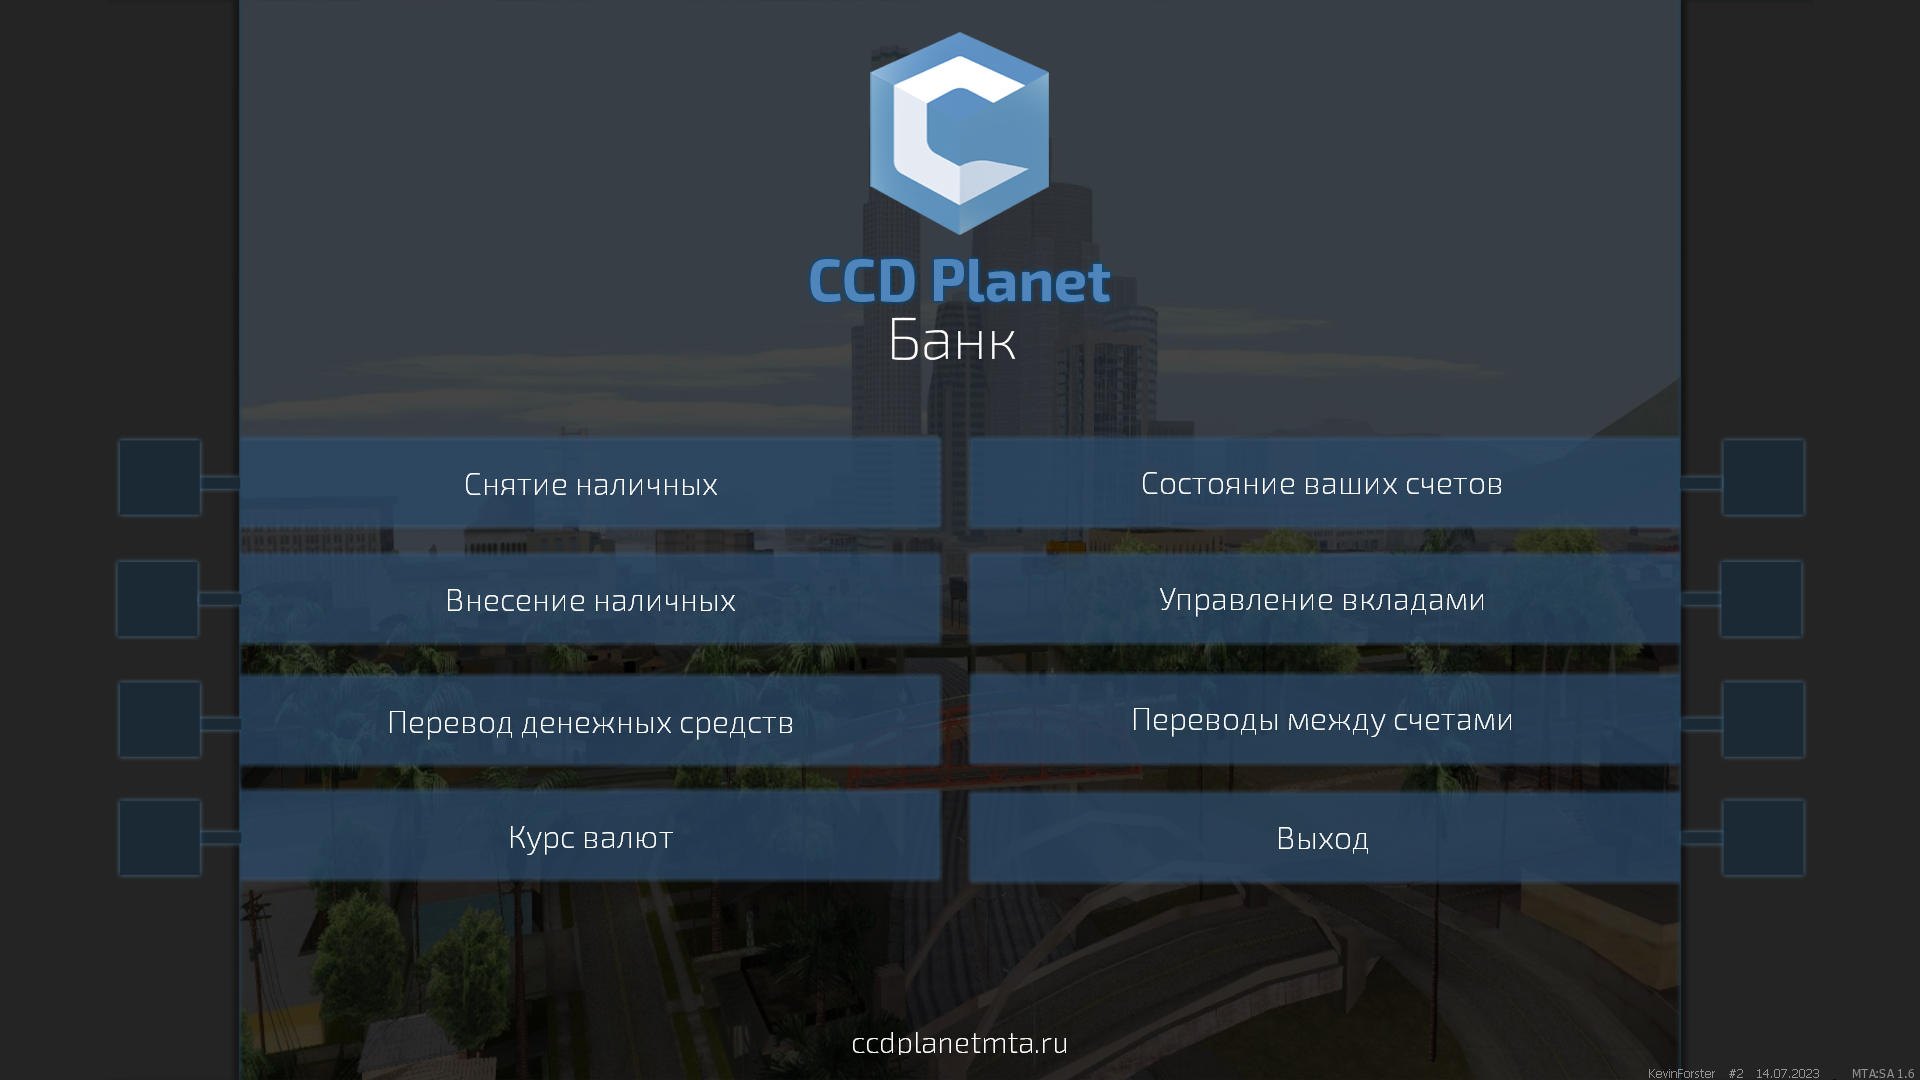 CCD Planet
Банк
Снятие наличных
Состояние ваших счетов
Внесение наличных
Управление вкладами
Перевод денежных средств
Переводы между счетами
Курс валют
Выход
ccdplanetmta.ru
KevinForster #2 14.07.2023 MTA:SA 1.6